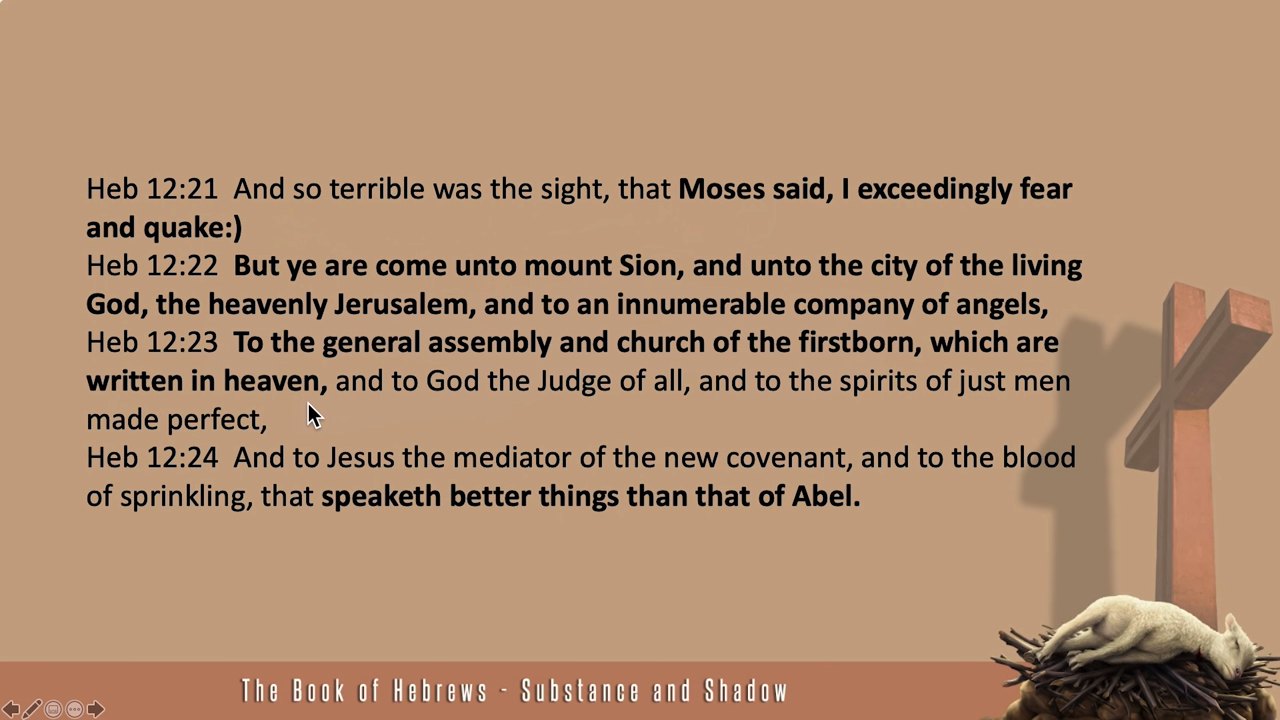 Heb 12:21  And so terrible was the sight, that Moses said, I exceedingly fear
and quake:)
Heb 12:22  But ye are come unto mount Sion, and unto the city of the living
God, the heavenly Jerusalem, and to an innumerable company of angels,
Heb 12:23  To the general assembly and church of the firstborn, which are
written in heaven, and to God the Judge of all, and to the spirits of just men
made perfect,
Heb 12:24  And to Jesus the mediator of the new covenant, and to the blood
of sprinkling, that speaketh better things than that of Abel.
The Book of Hebrews - Substance and Shadow